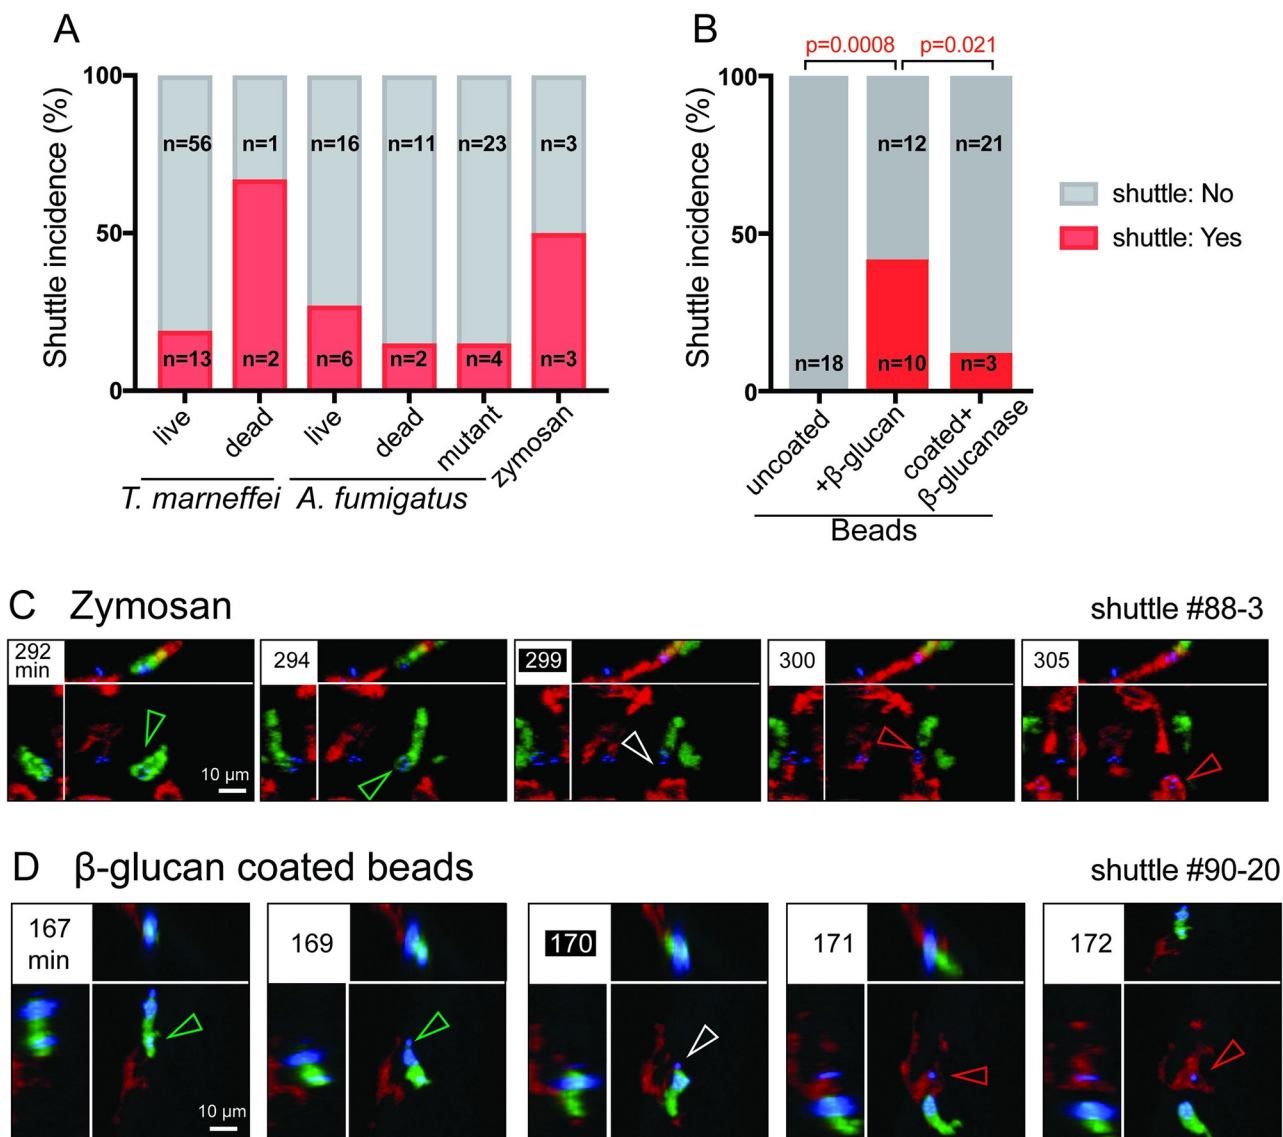 A
B
p=0.0008
p=0.021
Shuttle incidence (%)
100
50
0
n=56
n=1
n=16
n=11
n=23
n=3
n=13
n=2
n=6
n=2
n=4
n=3
live
dead
live
dead
mutant
zymosan
T. marneffei
A. fumigatus
Shuttle incidence (%)
100
50
0
n=12
n=21
n=18
n=10
n=3
uncoated
+β-glucan
coated+
β-glucanase
Beads
shuttle: No
shuttle: Yes
C Zymosan
shuttle #88-3
292
min
294
299
300
305
10 µm
D β-glucan coated beads
shuttle #90-20
167
min
169
170
171
172
10 µm